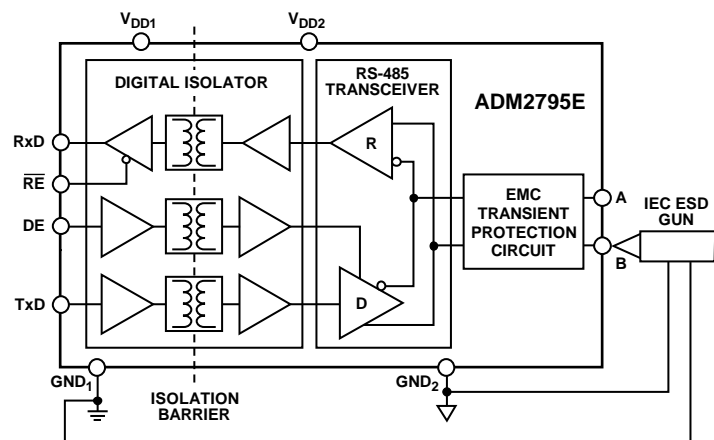 VDD1
VDD2
DIGITAL ISOLATOR
RS-485
TRANSCEIVER
ADM2795E
RxD
R
RE
EMC
TRANSIENT
PROTECTION
CIRCUIT
A
IEC ESD
GUN
DE
B
TxD
D
GND1
GND2
ISOLATION
BARRIER